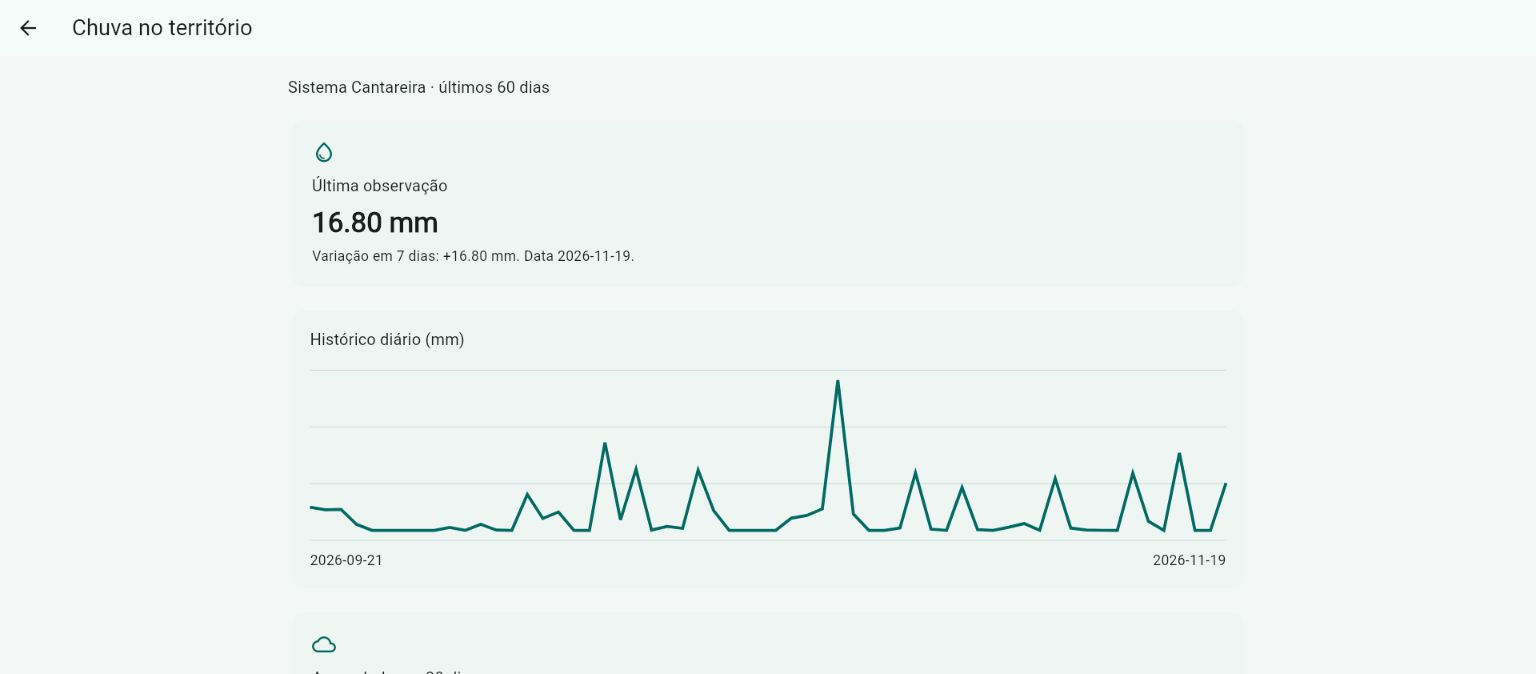 Chuva no território
Sistema Cantareira · últimos 60 dias
Última observação
16.80 mm
Variação em 7 dias: +16.80 mm. Data 2026-11-19.
Histórico diário (mm)
2026-09-21
2026-11-19